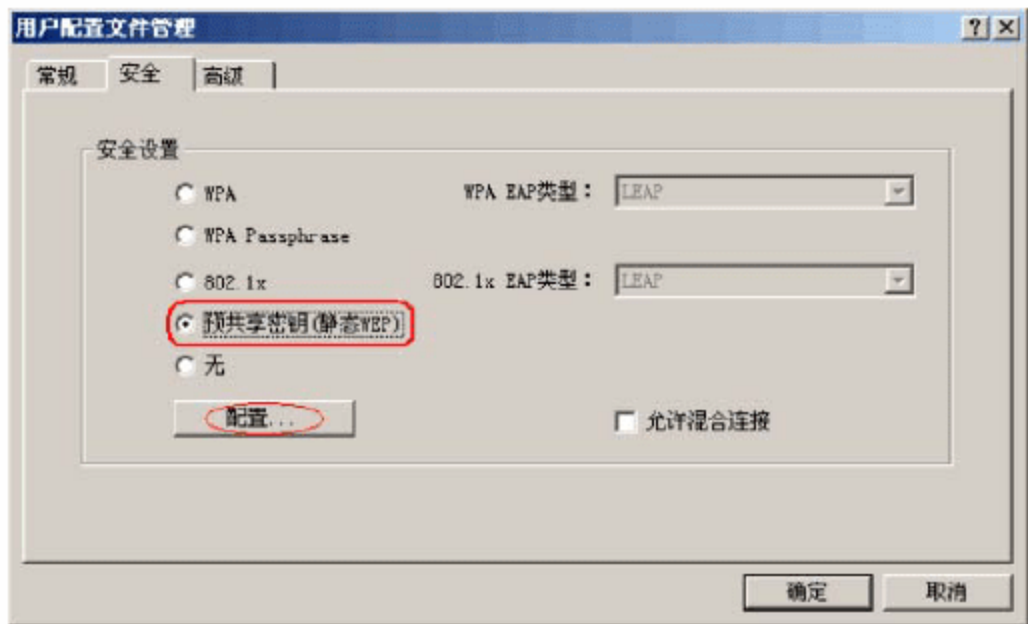 用户配置文件管理
常规 安全 高级
安全设置
WPA WPA EAP类型： LEAP
WPA Passphrase
802.1x 802.1x EAP类型： LEAP
预共享密钥(静态WEP)
无
配置... 允许混合连接
确定 取消